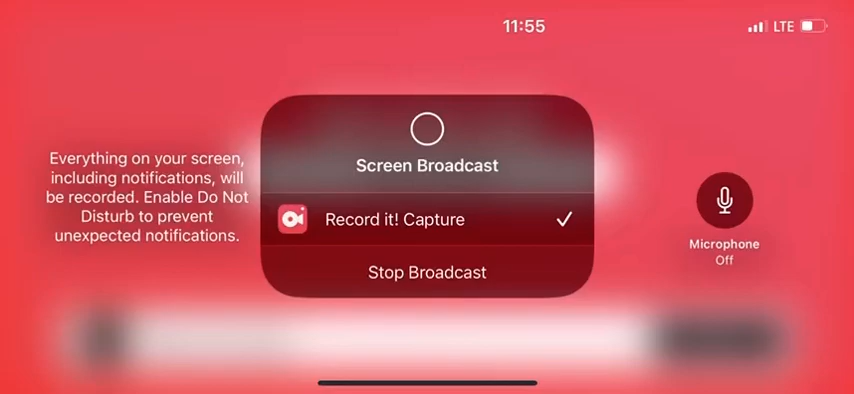 11:55
LTE
Everything on your screen,
including notifications, will
be recorded. Enable Do Not
Disturb to prevent
unexpected notifications.
Screen Broadcast
Record it! Capture
Stop Broadcast
Microphone
Off